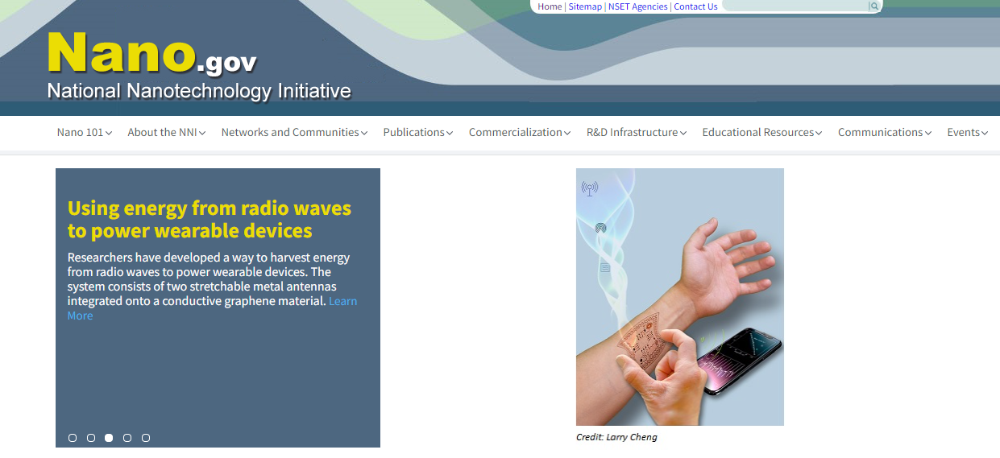 Home | Sitemap | NSET Agencies | Contact Us
Nano.gov
National Nanotechnology Initiative
Nano 101 About the NNI Networks and Communities Publications Commercialization R&D Infrastructure Educational Resources Communications Events
Using energy from radio waves
to power wearable devices
Researchers have developed a way to harvest energy
from radio waves to power wearable devices. The
system consists of two stretchable metal antennas
integrated onto a conductive graphene material. Learn
More
Credit: Larry Cheng